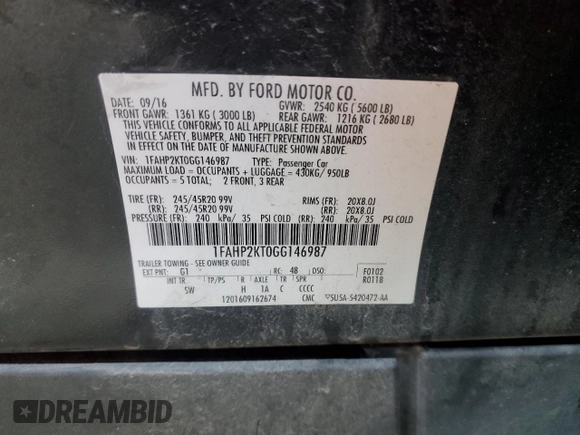 MFD. BY FORD MOTOR CO.
DATE: 09/16 GVWR: 2540 KG ( 5600 LB)
FRONT GAWR: 1361 KG ( 3000 LB) REAR GAWR: 1216 KG ( 2680 LB)
THIS VEHICLE CONFORMS TO ALL APPLICABLE FEDERAL MOTOR
VEHICLE SAFETY, BUMPER, AND THEFT PREVENTION STANDARDS
IN EFFECT ON THE DATE OF MANUFACTURE SHOWN ABOVE.
VIN: 1FAHP2KT0GG146987 TYPE: Passenger Car
MAXIMUM LOAD = OCCUPANTS + LUGGAGE = 430KG/ 950LB
OCCUPANTS = 5 TOTAL; 2 FRONT, 3 REAR
TIRE (FR): 245/45R20 99V RIMS (FR): 20X8.0J
(RR): 245/45R20 99V (RR): 20X8.0J
PRESSURE (FR): 240 kPa/ 35 PSI COLD (RR): 240 kPa/ 35 PSI COLD
1FAHP2KT0GG146987
TRAILER TOWING - SEE OWNER GUIDE
EXT PNT: G1 RC: 48 DSO: F0102
INT TR TP/PS R AXLE TR SPR R011B
SW H 1A C CCCC
1201609162674 CMC 5U5A-5420472-AA
DREAMBID